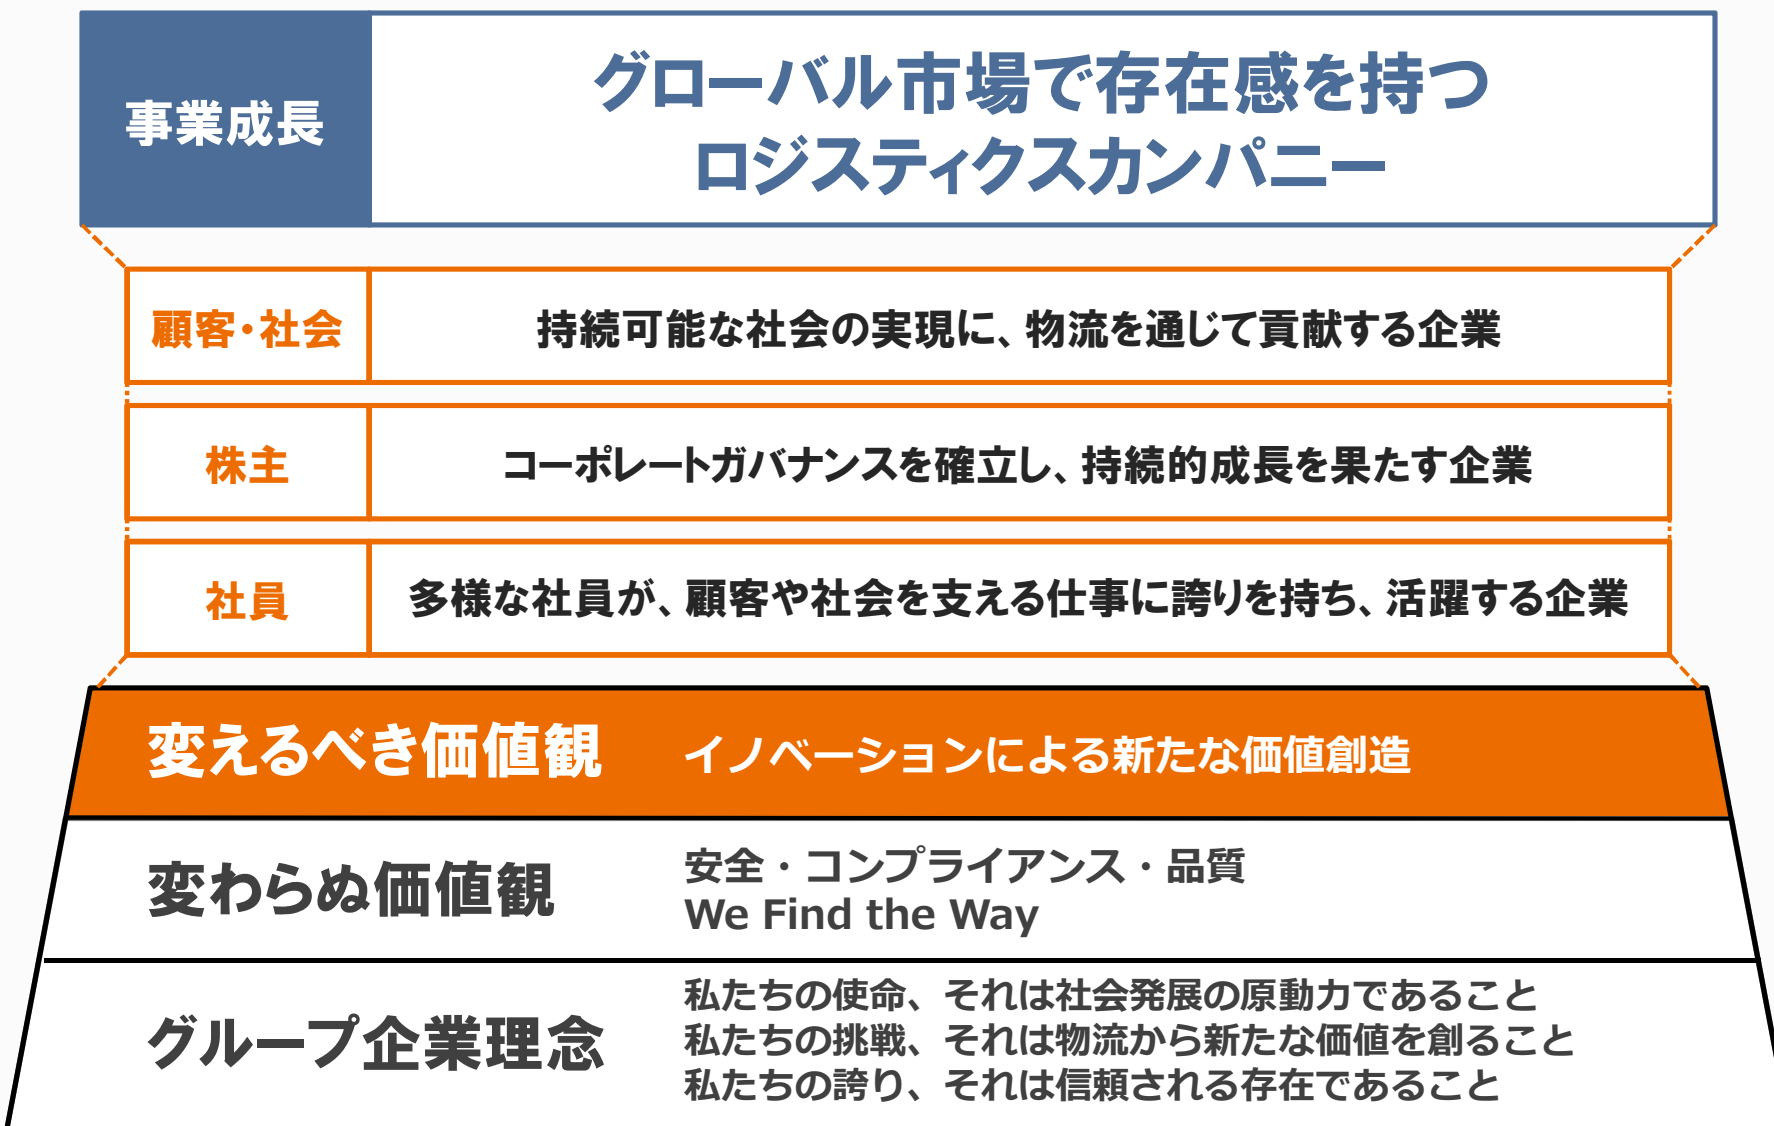 事業成長
グローバル市場で存在感を持つ
ロジスティクスカンパニー
顧客・社会
持続可能な社会の実現に、物流を通じて貢献する企業
株主
コーポレートガバナンスを確立し、持続的成長を果たす企業
社員
多様な社員が、顧客や社会を支える仕事に誇りを持ち、活躍する企業
変えるべき価値観
イノベーションによる新たな価値創造
変わらぬ価値観
安全・コンプライアンス・品質
We Find the Way
グループ企業理念
私たちの使命、それは社会発展の原動力であること
私たちの挑戦、それは物流から新たな価値を創ること
私たちの誇り、それは信頼される存在であること